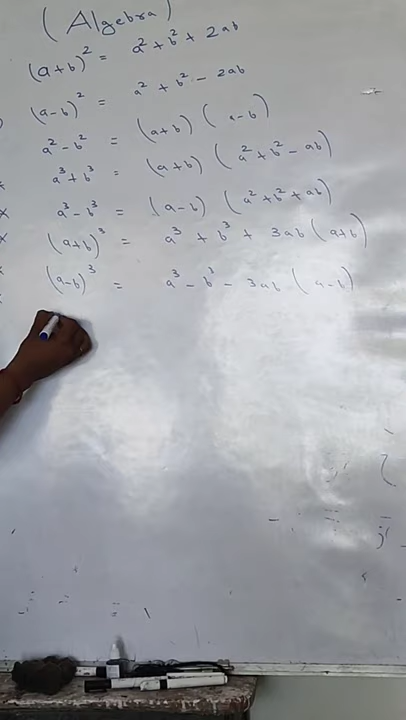 (Algebra)
(a+b)² = a² + b² + 2ab
(a-b)² = a² + b² - 2ab
a² - b² = (a+b) (a-b)
a³ + b³ = (a+b) (a² + b² - ab)
a³ - b³ = (a-b) (a² + b² + ab)
(a+b)³ = a³ + b³ + 3ab (a+b)
(a-b)³ = a³ - b³ - 3ab (a-b)